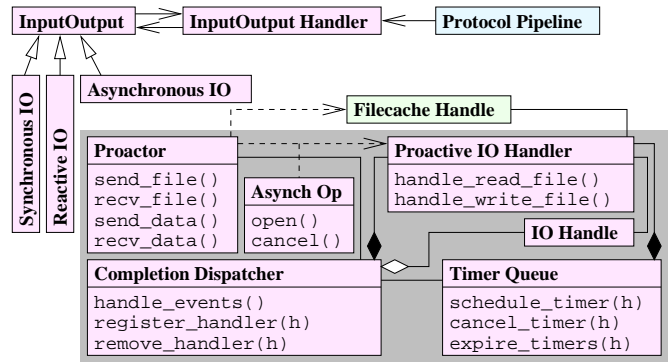 InputOutput
InputOutput Handler
Protocol Pipeline
Synchronous IO
Reactive IO
Asynchronous IO
Filecache Handle
Proactor
send_file()
recv_file()
send_data()
recv_data()
Asynch Op
open()
cancel()
Proactive IO Handler
handle_read_file()
handle_write_file()
IO Handle
Completion Dispatcher
handle_events()
register_handler(h)
remove_handler(h)
Timer Queue
schedule_timer(h)
cancel_timer(h)
expire_timers(h)